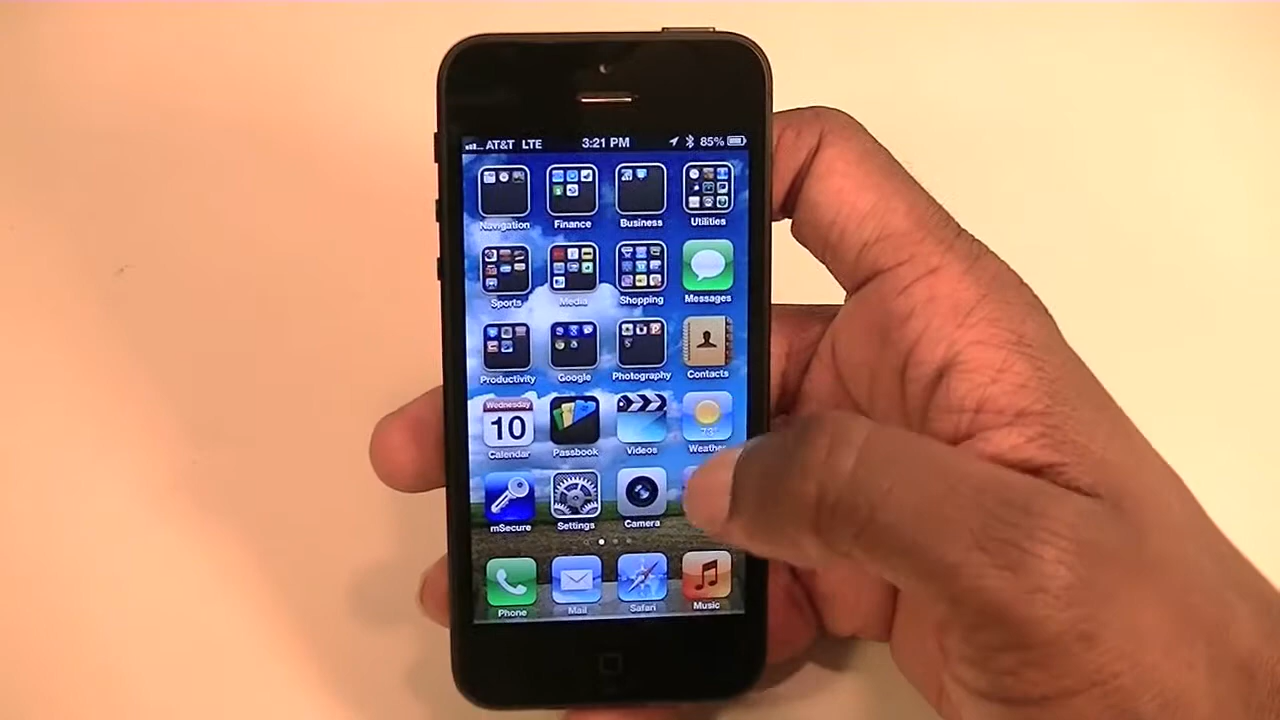 AT&T LTE 3:21 PM 85%
Navigation Finance Business Utilities
Sports Media Shopping Messages
Productivity Google Photography Contacts
Wednesday
10 73°
Calendar Passbook Videos Weather
mSecure Settings Camera
Phone Mail Safari Music